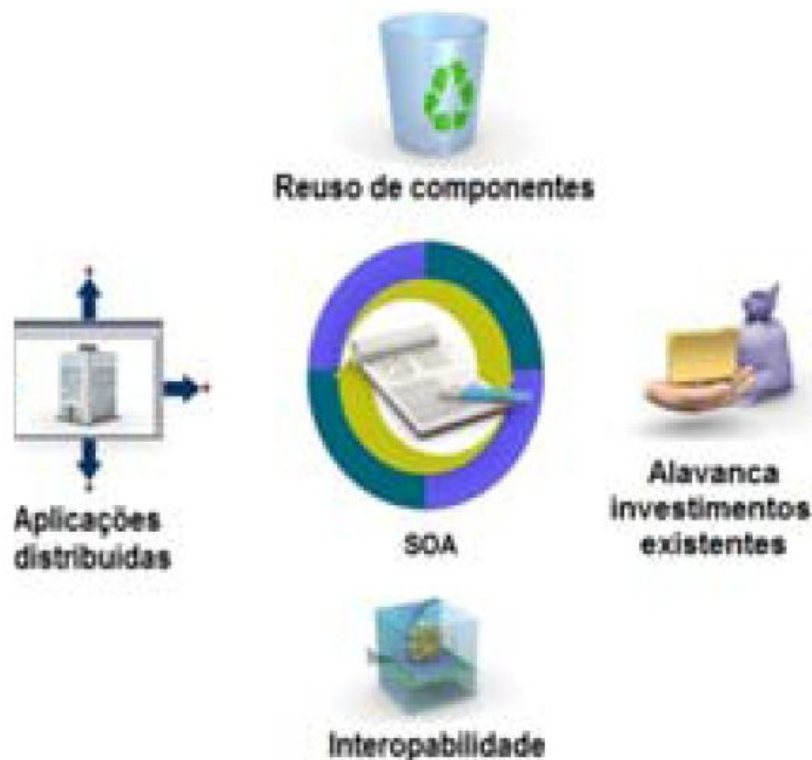 Reuso de componentes
Aplicações
distribuidas
SOA
Alavanca
investimentos
existentes
Interopabilidade